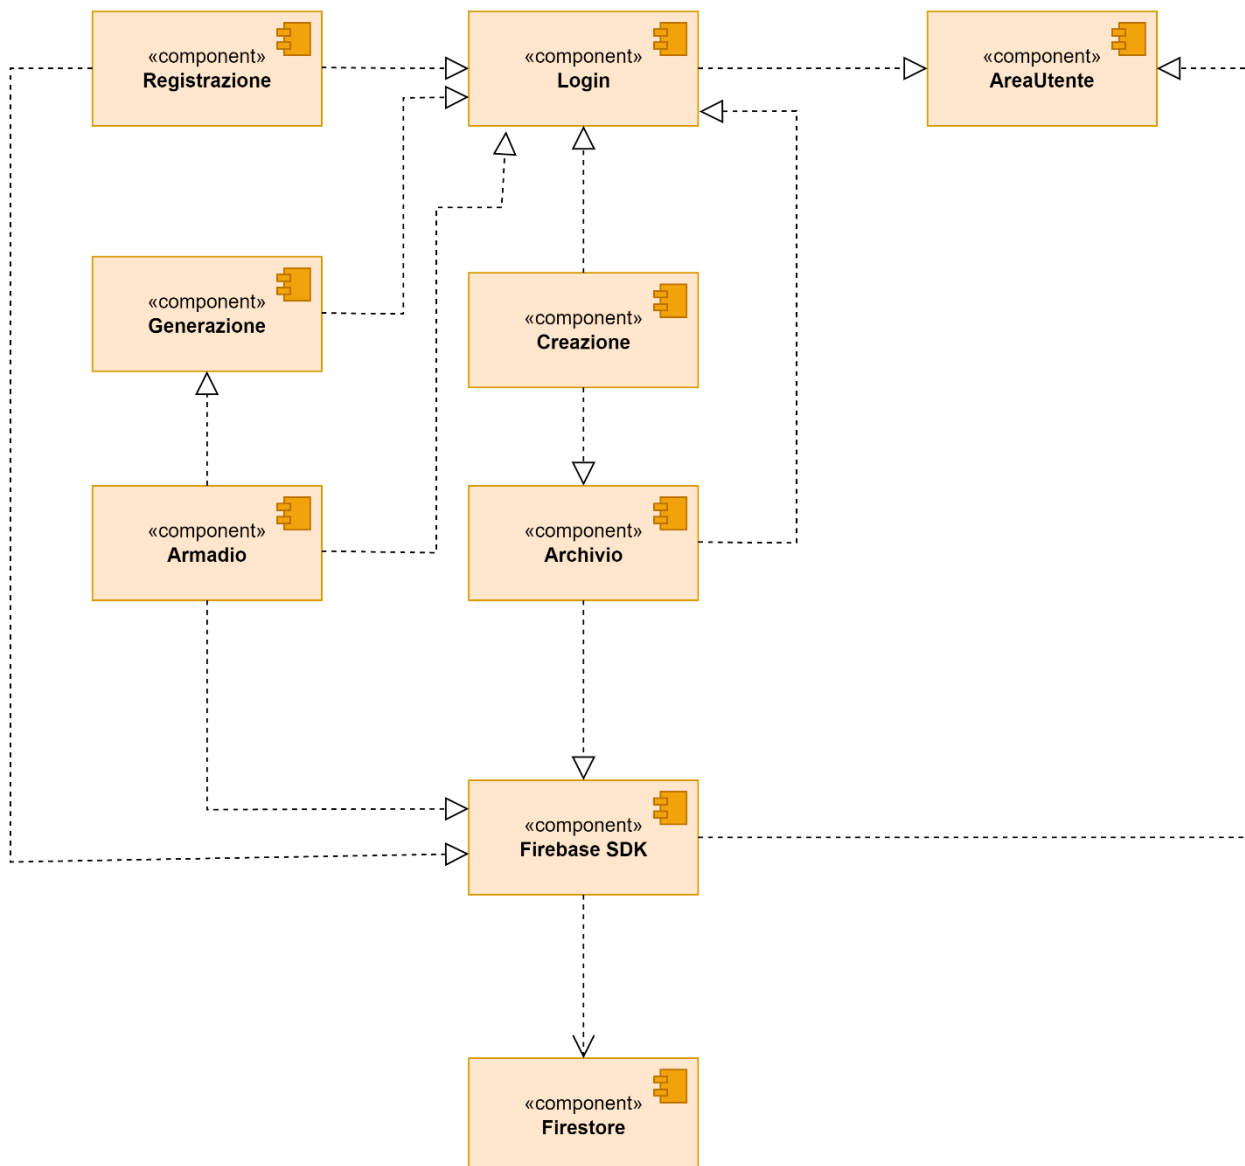 «component»
Registrazione
«component»
Login
«component»
AreaUtente
«component»
Generazione
«component»
Creazione
«component»
Armadio
«component»
Archivio
«component»
Firebase SDK
«component»
Firestore